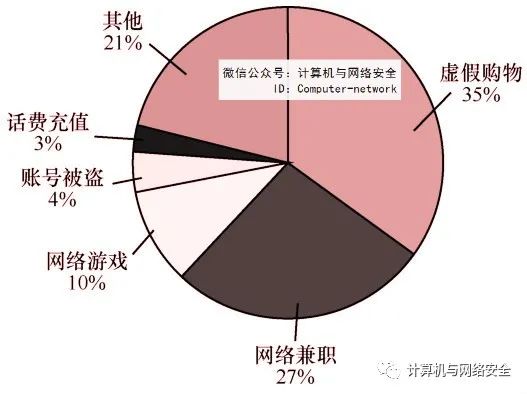 其他
21%
微信公众号：计算机与网络安全
ID：Computer-network
虚假购物
35%
话费充值
3%
账号被盗
4%
网络游戏
10%
网络兼职
27%
计算机与网络安全